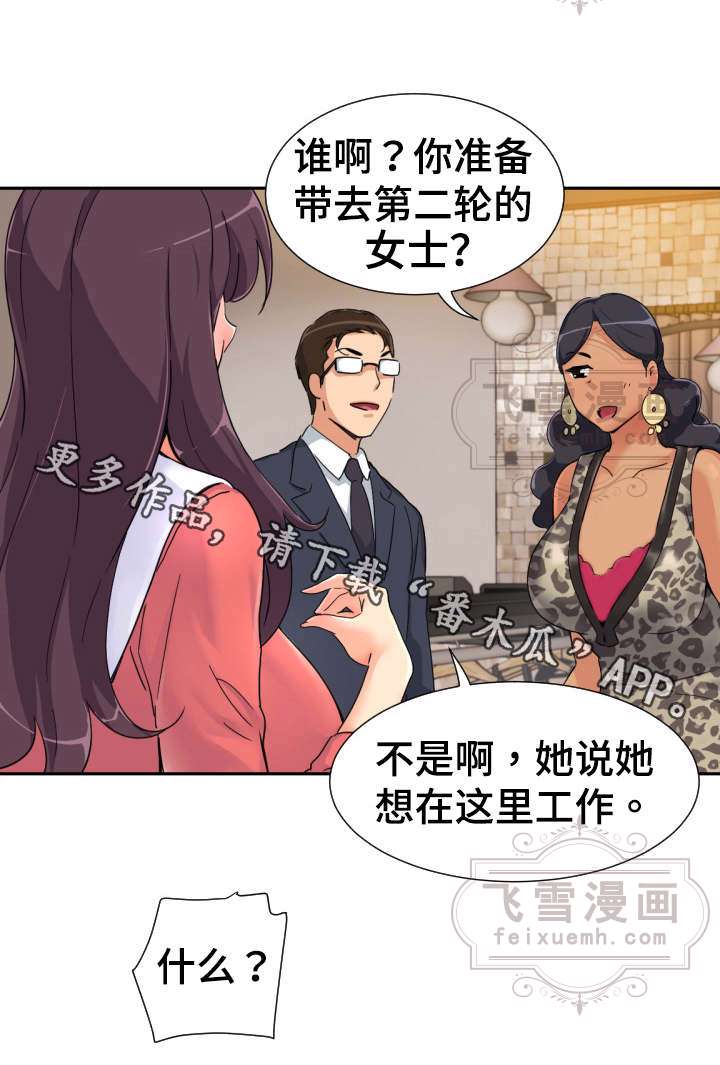 谁啊？你准备
带去第二轮的
女士？
飞雪漫画
feixuemh.com
更多作品，请下载“番木瓜”APP。
不是啊，她说她
想在这里工作。
飞雪漫画
feixuemh.com
什么？